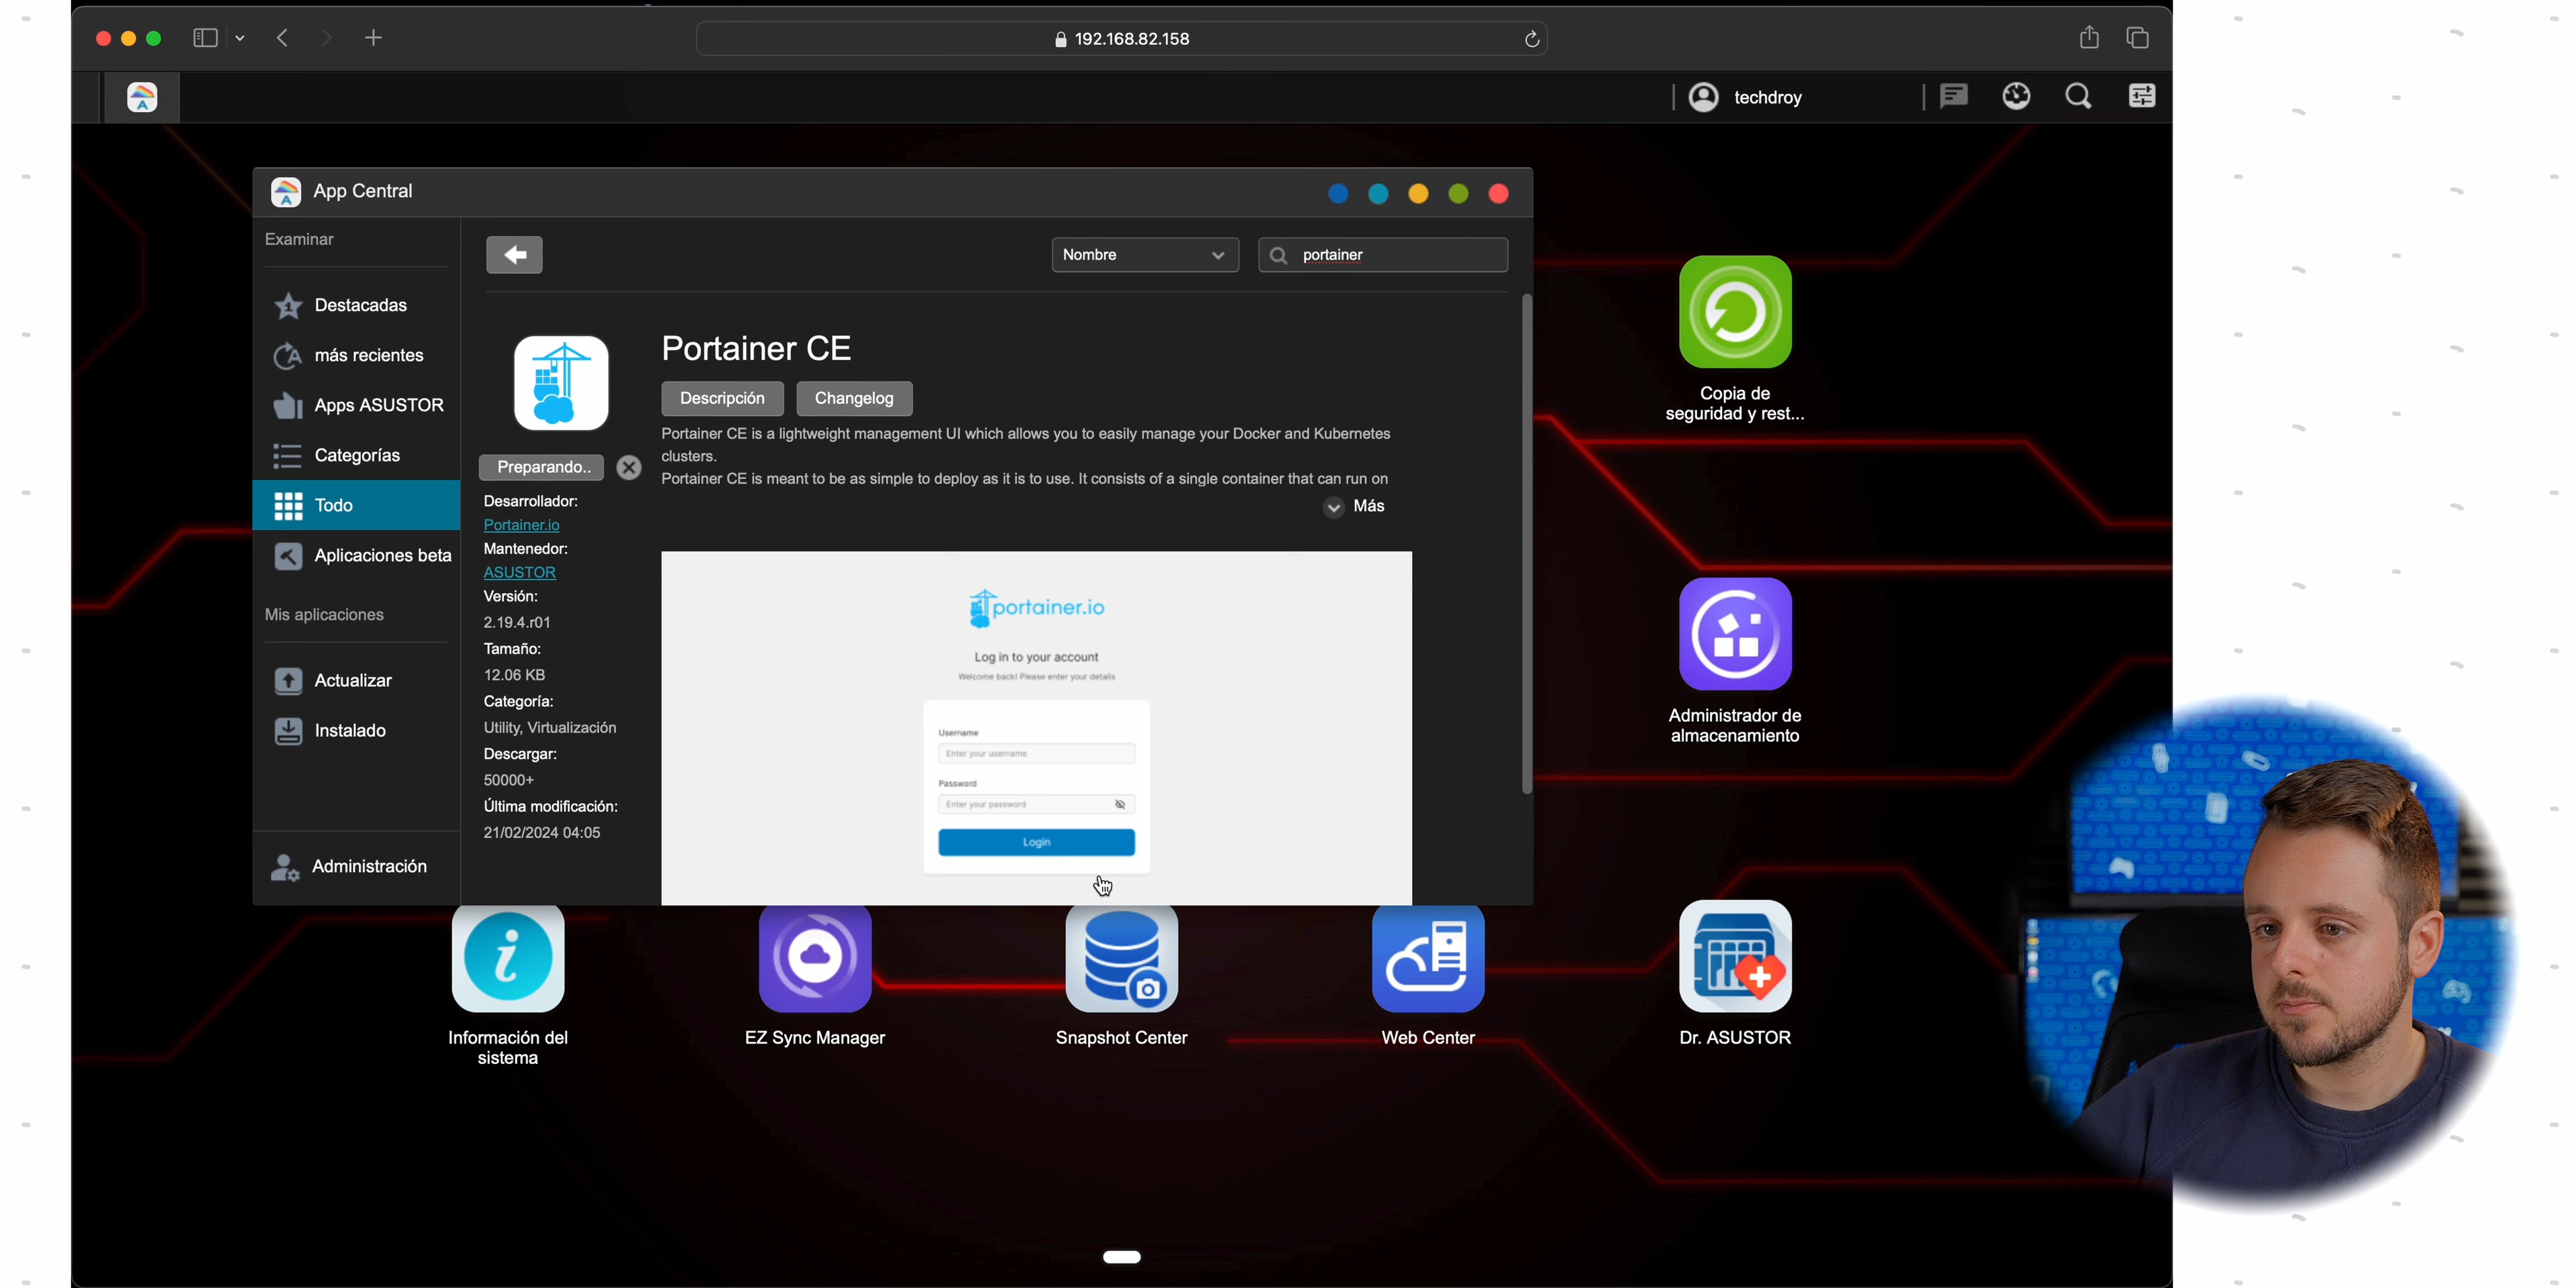 192.168.82.158
techdroy
App Central
Examinar
Destacadas
más recientes
Apps ASUSTOR
Categorías
Todo
Aplicaciones beta
Mis aplicaciones
Actualizar
Instalado
Administración
Nombre
portainer
Portainer CE
Descripción
Changelog
Portainer CE is a lightweight management UI which allows you to easily manage your Docker and Kubernetes
clusters.
Portainer CE is meant to be as simple to deploy as it is to use. It consists of a single container that can run on
Más
Preparando..
Desarrollador:
Portainer.io
Mantenedor:
ASUSTOR
Versión:
2.19.4.r01
Tamaño:
12.06 KB
Categoría:
Utility, Virtualización
Descargar:
50000+
Última modificación:
21/02/2024 04:05
portainer.io
Log in to your account
Welcome back! Please enter your details
Username
Enter your username
Password
Enter your password
Login
Copia de
seguridad y rest...
Administrador de
almacenamiento
Información del
sistema
EZ Sync Manager
Snapshot Center
Web Center
Dr. ASUSTOR